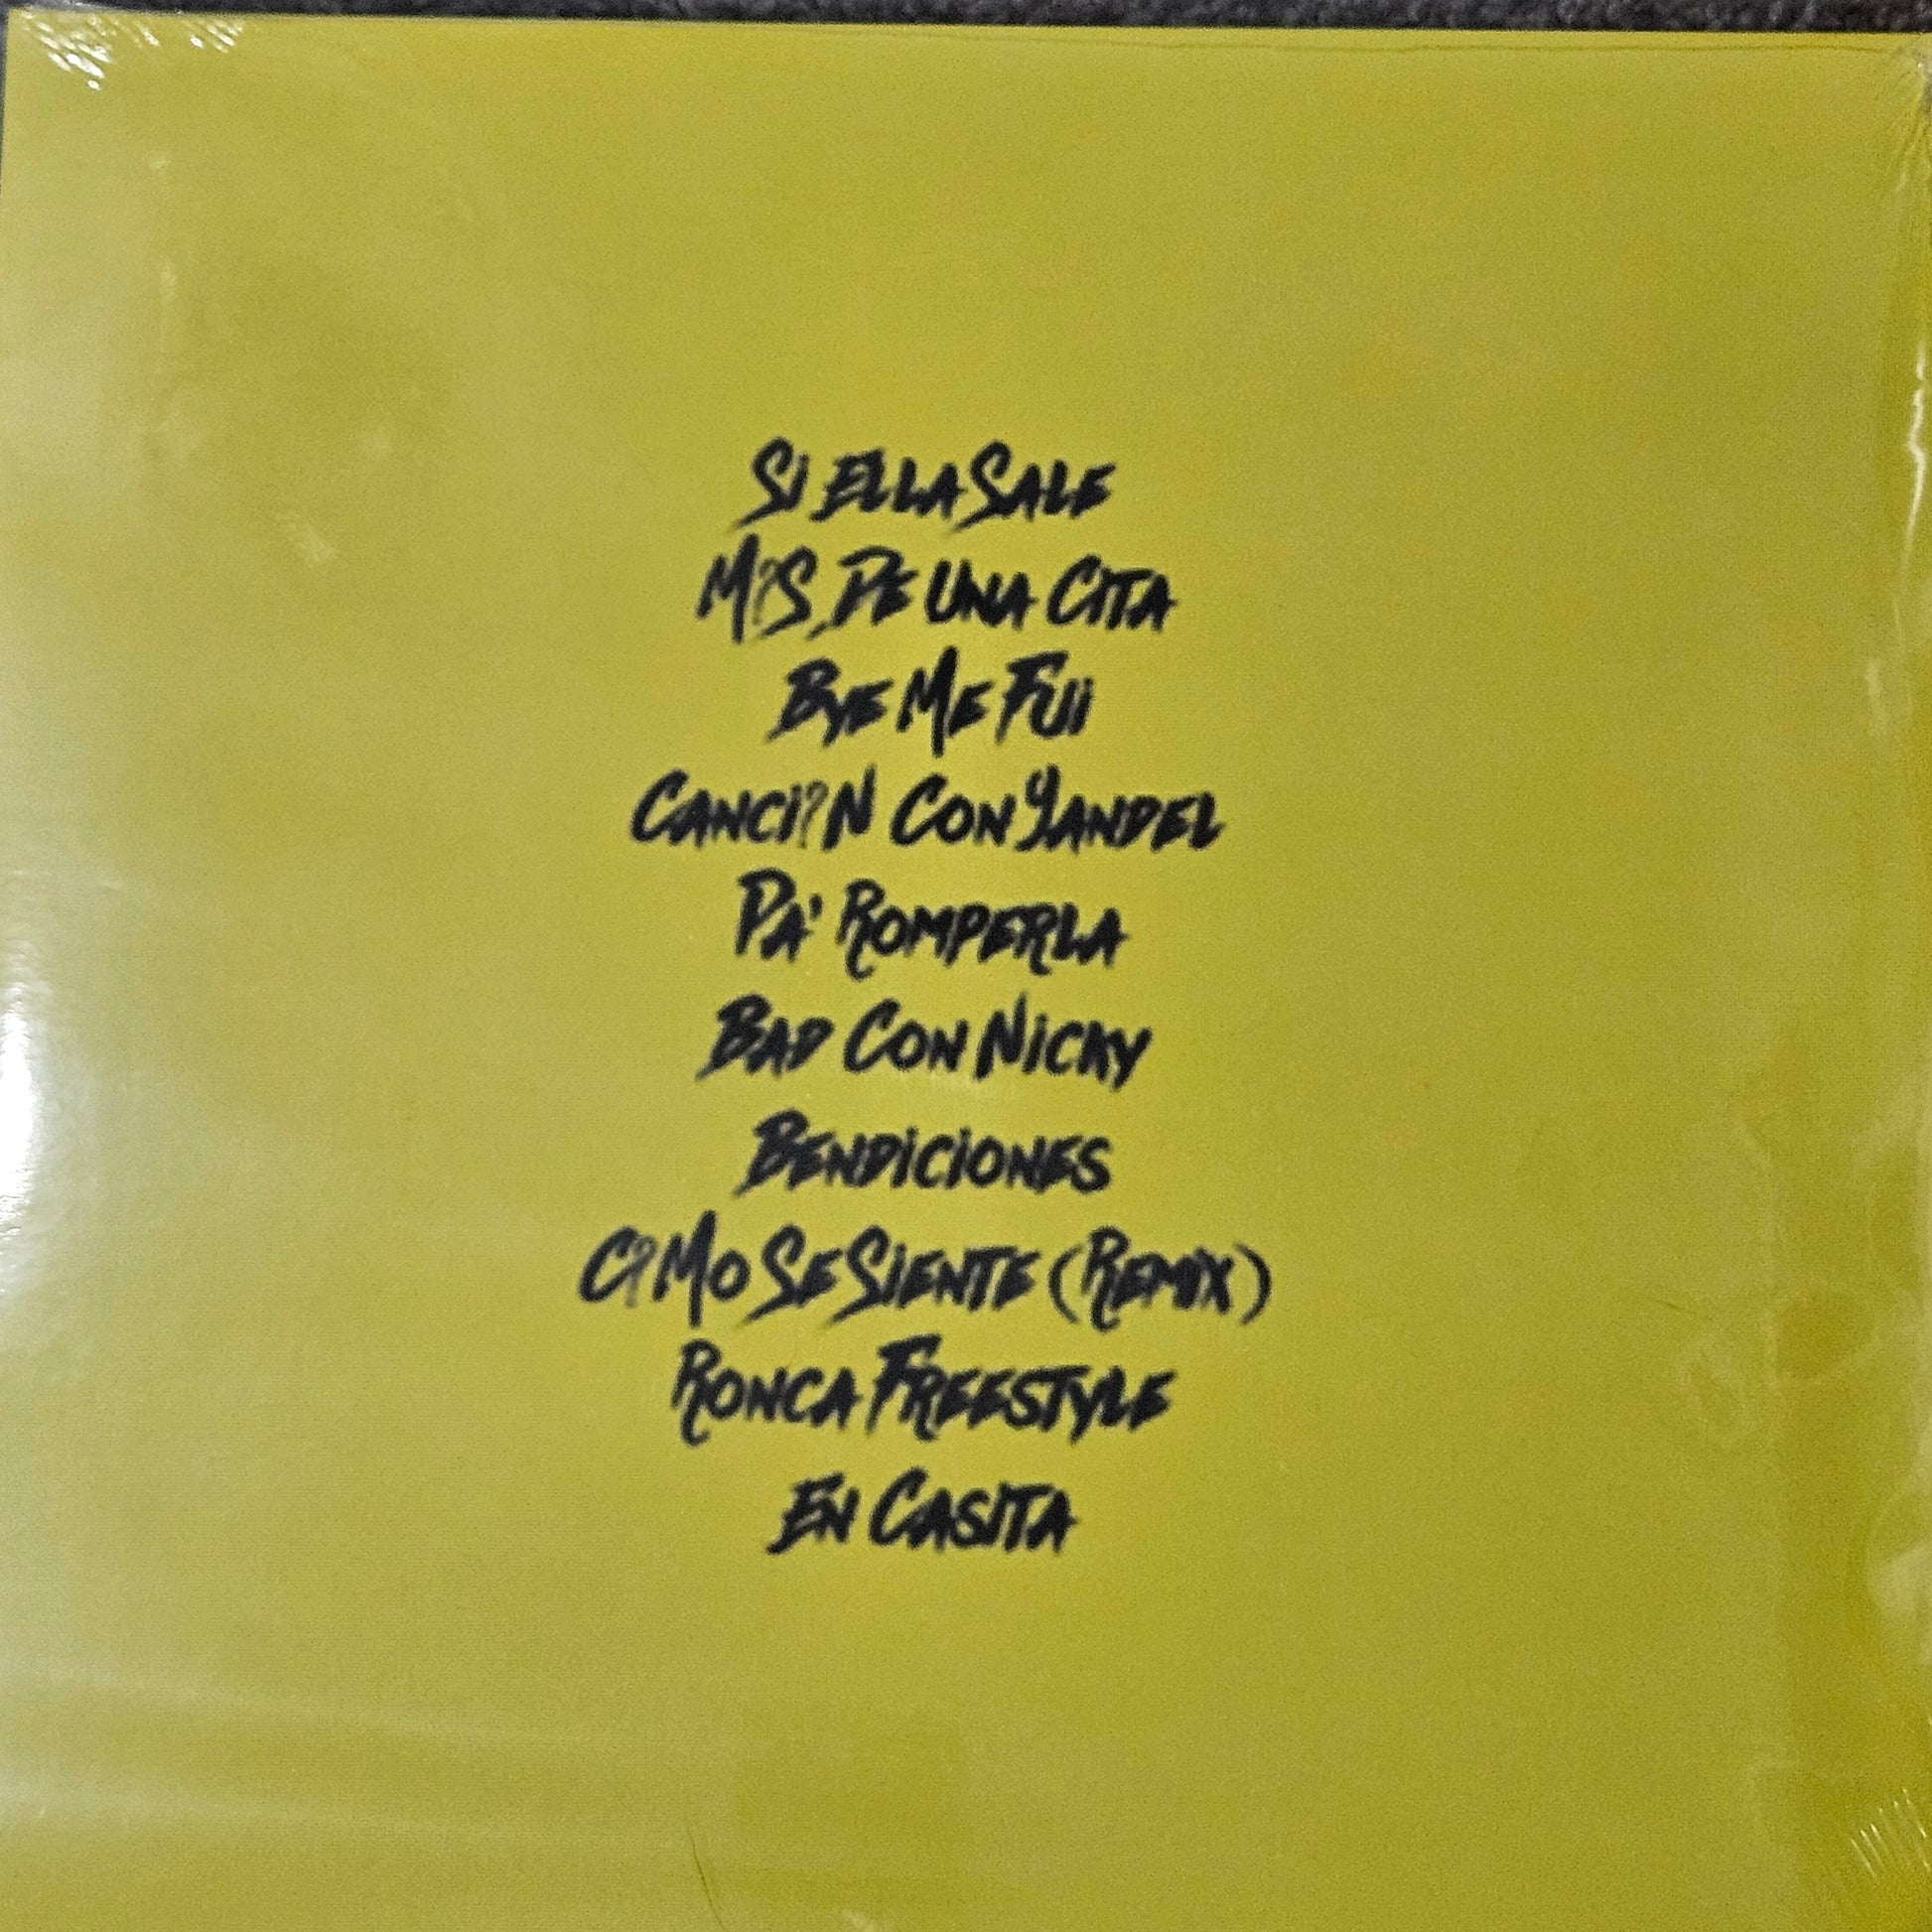 Si Ella Sale
M?s De Una Cita
Bye Me Fui
Canci?n Con Yandel
Pa' Romperla
Bad Con Nicky
Bendiciones
C?mo Se Siente (Remix)
Ronca Freestyle
En Casita